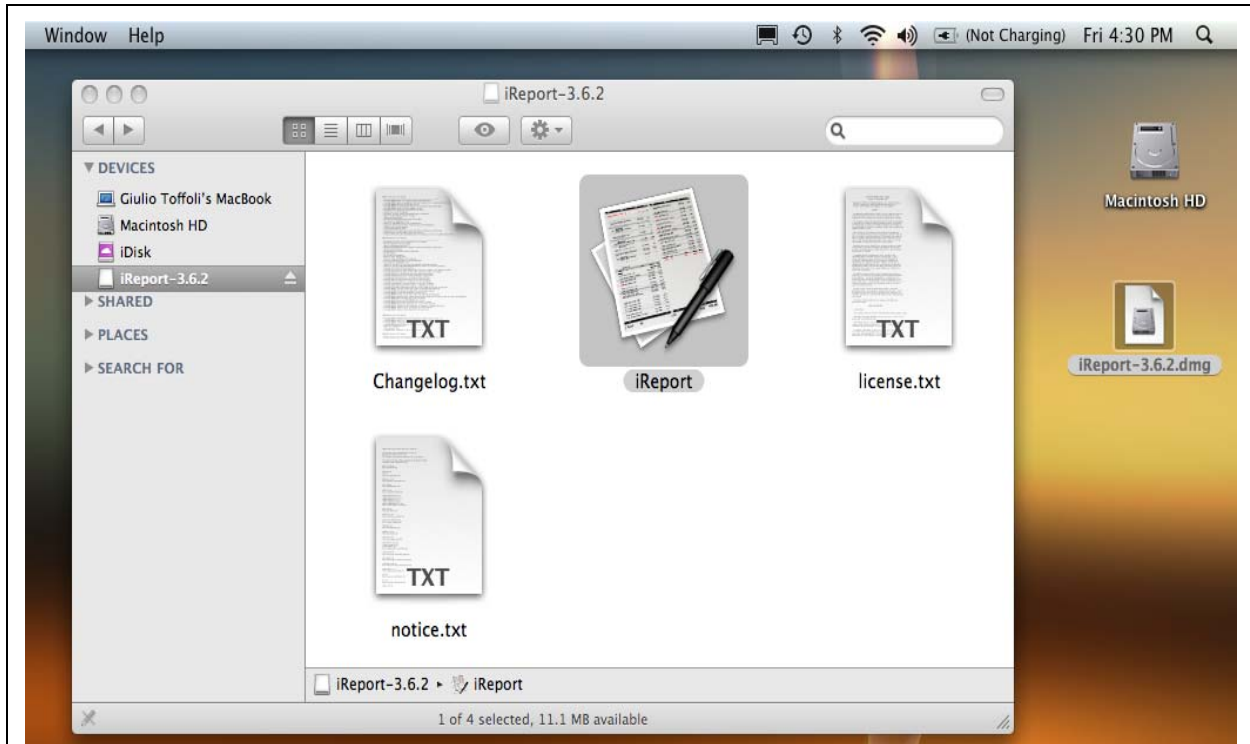 Window Help (Not Charging) Fri 4:30 PM
iReport-3.6.2
DEVICES
Giulio Toffoli's MacBook
Macintosh HD
iDisk
iReport-3.6.2
SHARED
PLACES
SEARCH FOR
TXT
Changelog.txt
iReport
TXT
license.txt
TXT
notice.txt
iReport-3.6.2 ▸ iReport
1 of 4 selected, 11.1 MB available
Macintosh HD
iReport-3.6.2.dmg